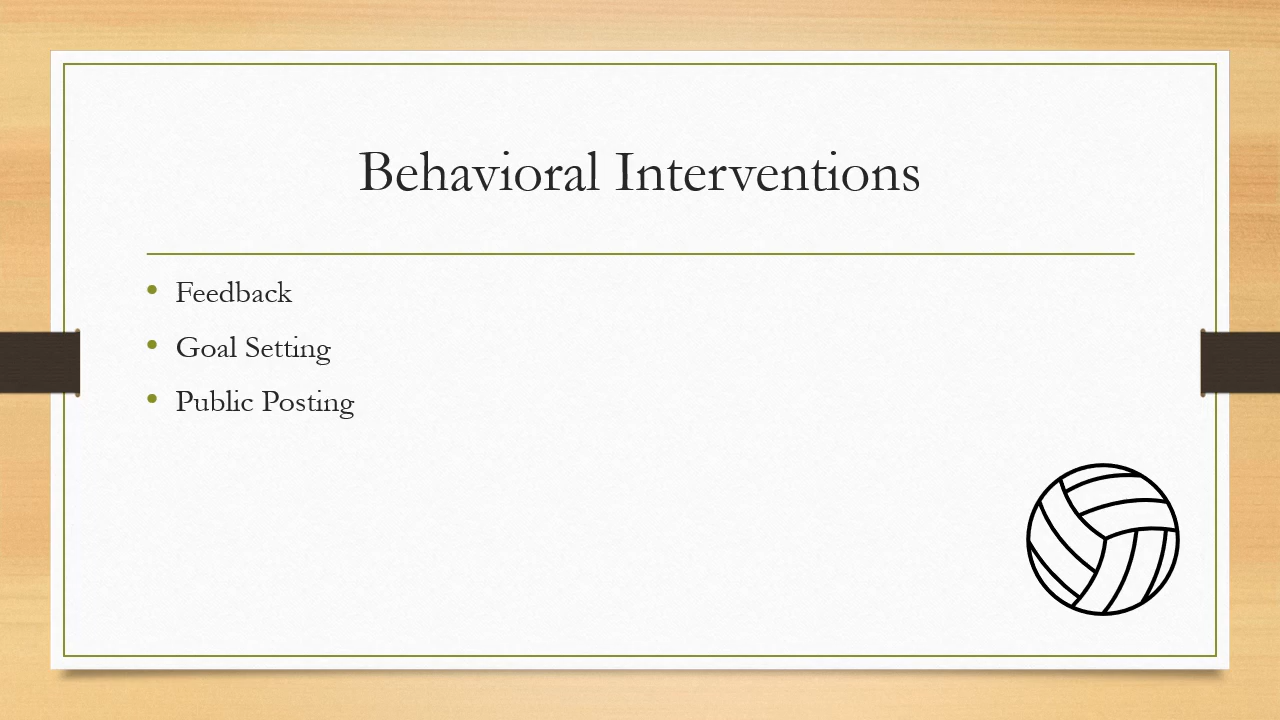 Behavioral Interventions
• Feedback
• Goal Setting
• Public Posting